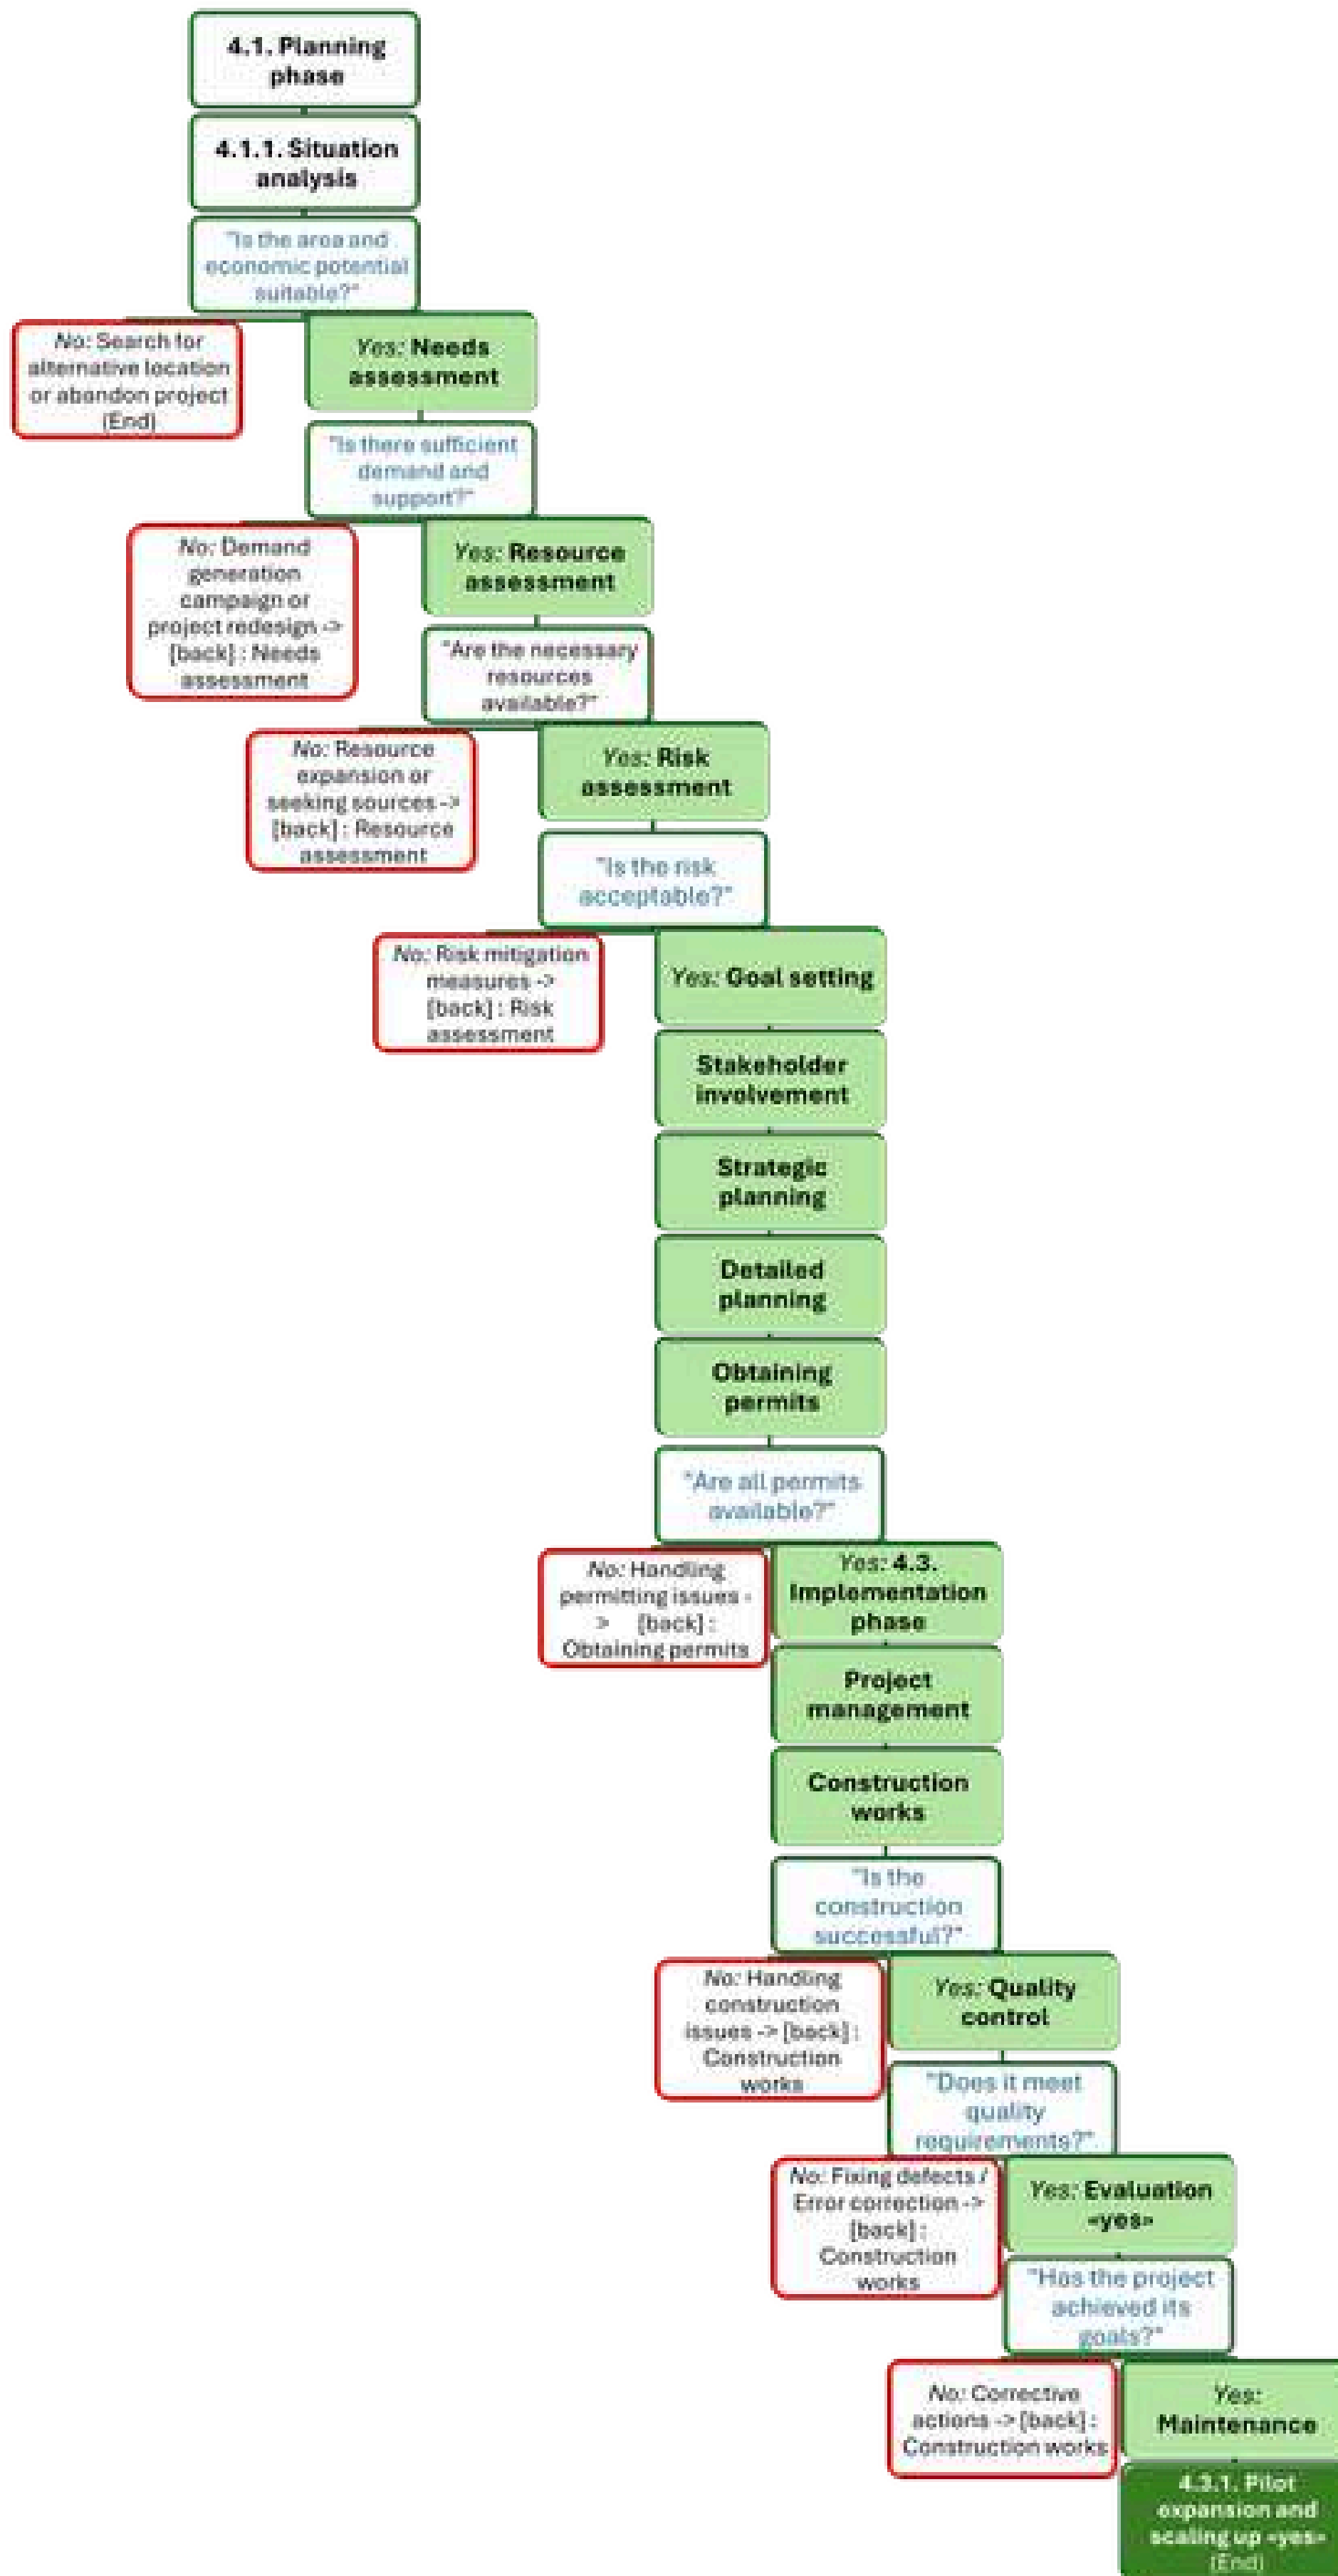 4.1. Planning
phase
4.1.1. Situation
analysis
"Is the area and
economic potential
suitable?"
No: Search for
alternative location
or abandon project
(End)
Yes: Needs
assessment
"Is there sufficient
demand and
support?"
No: Demand
generation
campaign or
project redesign ->
[back] : Needs
assessment
Yes: Resource
assessment
"Are the necessary
resources
available?"
No: Resource
expansion or
seeking sources ->
[back] : Resource
assessment
Yes: Risk
assessment
"Is the risk
acceptable?"
No: Risk mitigation
measures ->
[back] : Risk
assessment
Yes: Goal setting
Stakeholder
involvement
Strategic
planning
Detailed
planning
Obtaining
permits
"Are all permits
available?"
No: Handling
permitting issues -
> [back] :
Obtaining permits
Yes: 4.3.
Implementation
phase
Project
management
Construction
works
"Is the
construction
successful?"
No: Handling
construction
issues -> [back] :
Construction
works
Yes: Quality
control
"Does it meet
quality
requirements?"
No: Fixing defects /
Error correction ->
[back] :
Construction
works
Yes: Evaluation
«yes»
"Has the project
achieved its
goals?"
No: Corrective
actions -> [back] :
Construction works
Yes:
Maintenance
4.3.1. Pilot
expansion and
scaling up «yes»
(End)